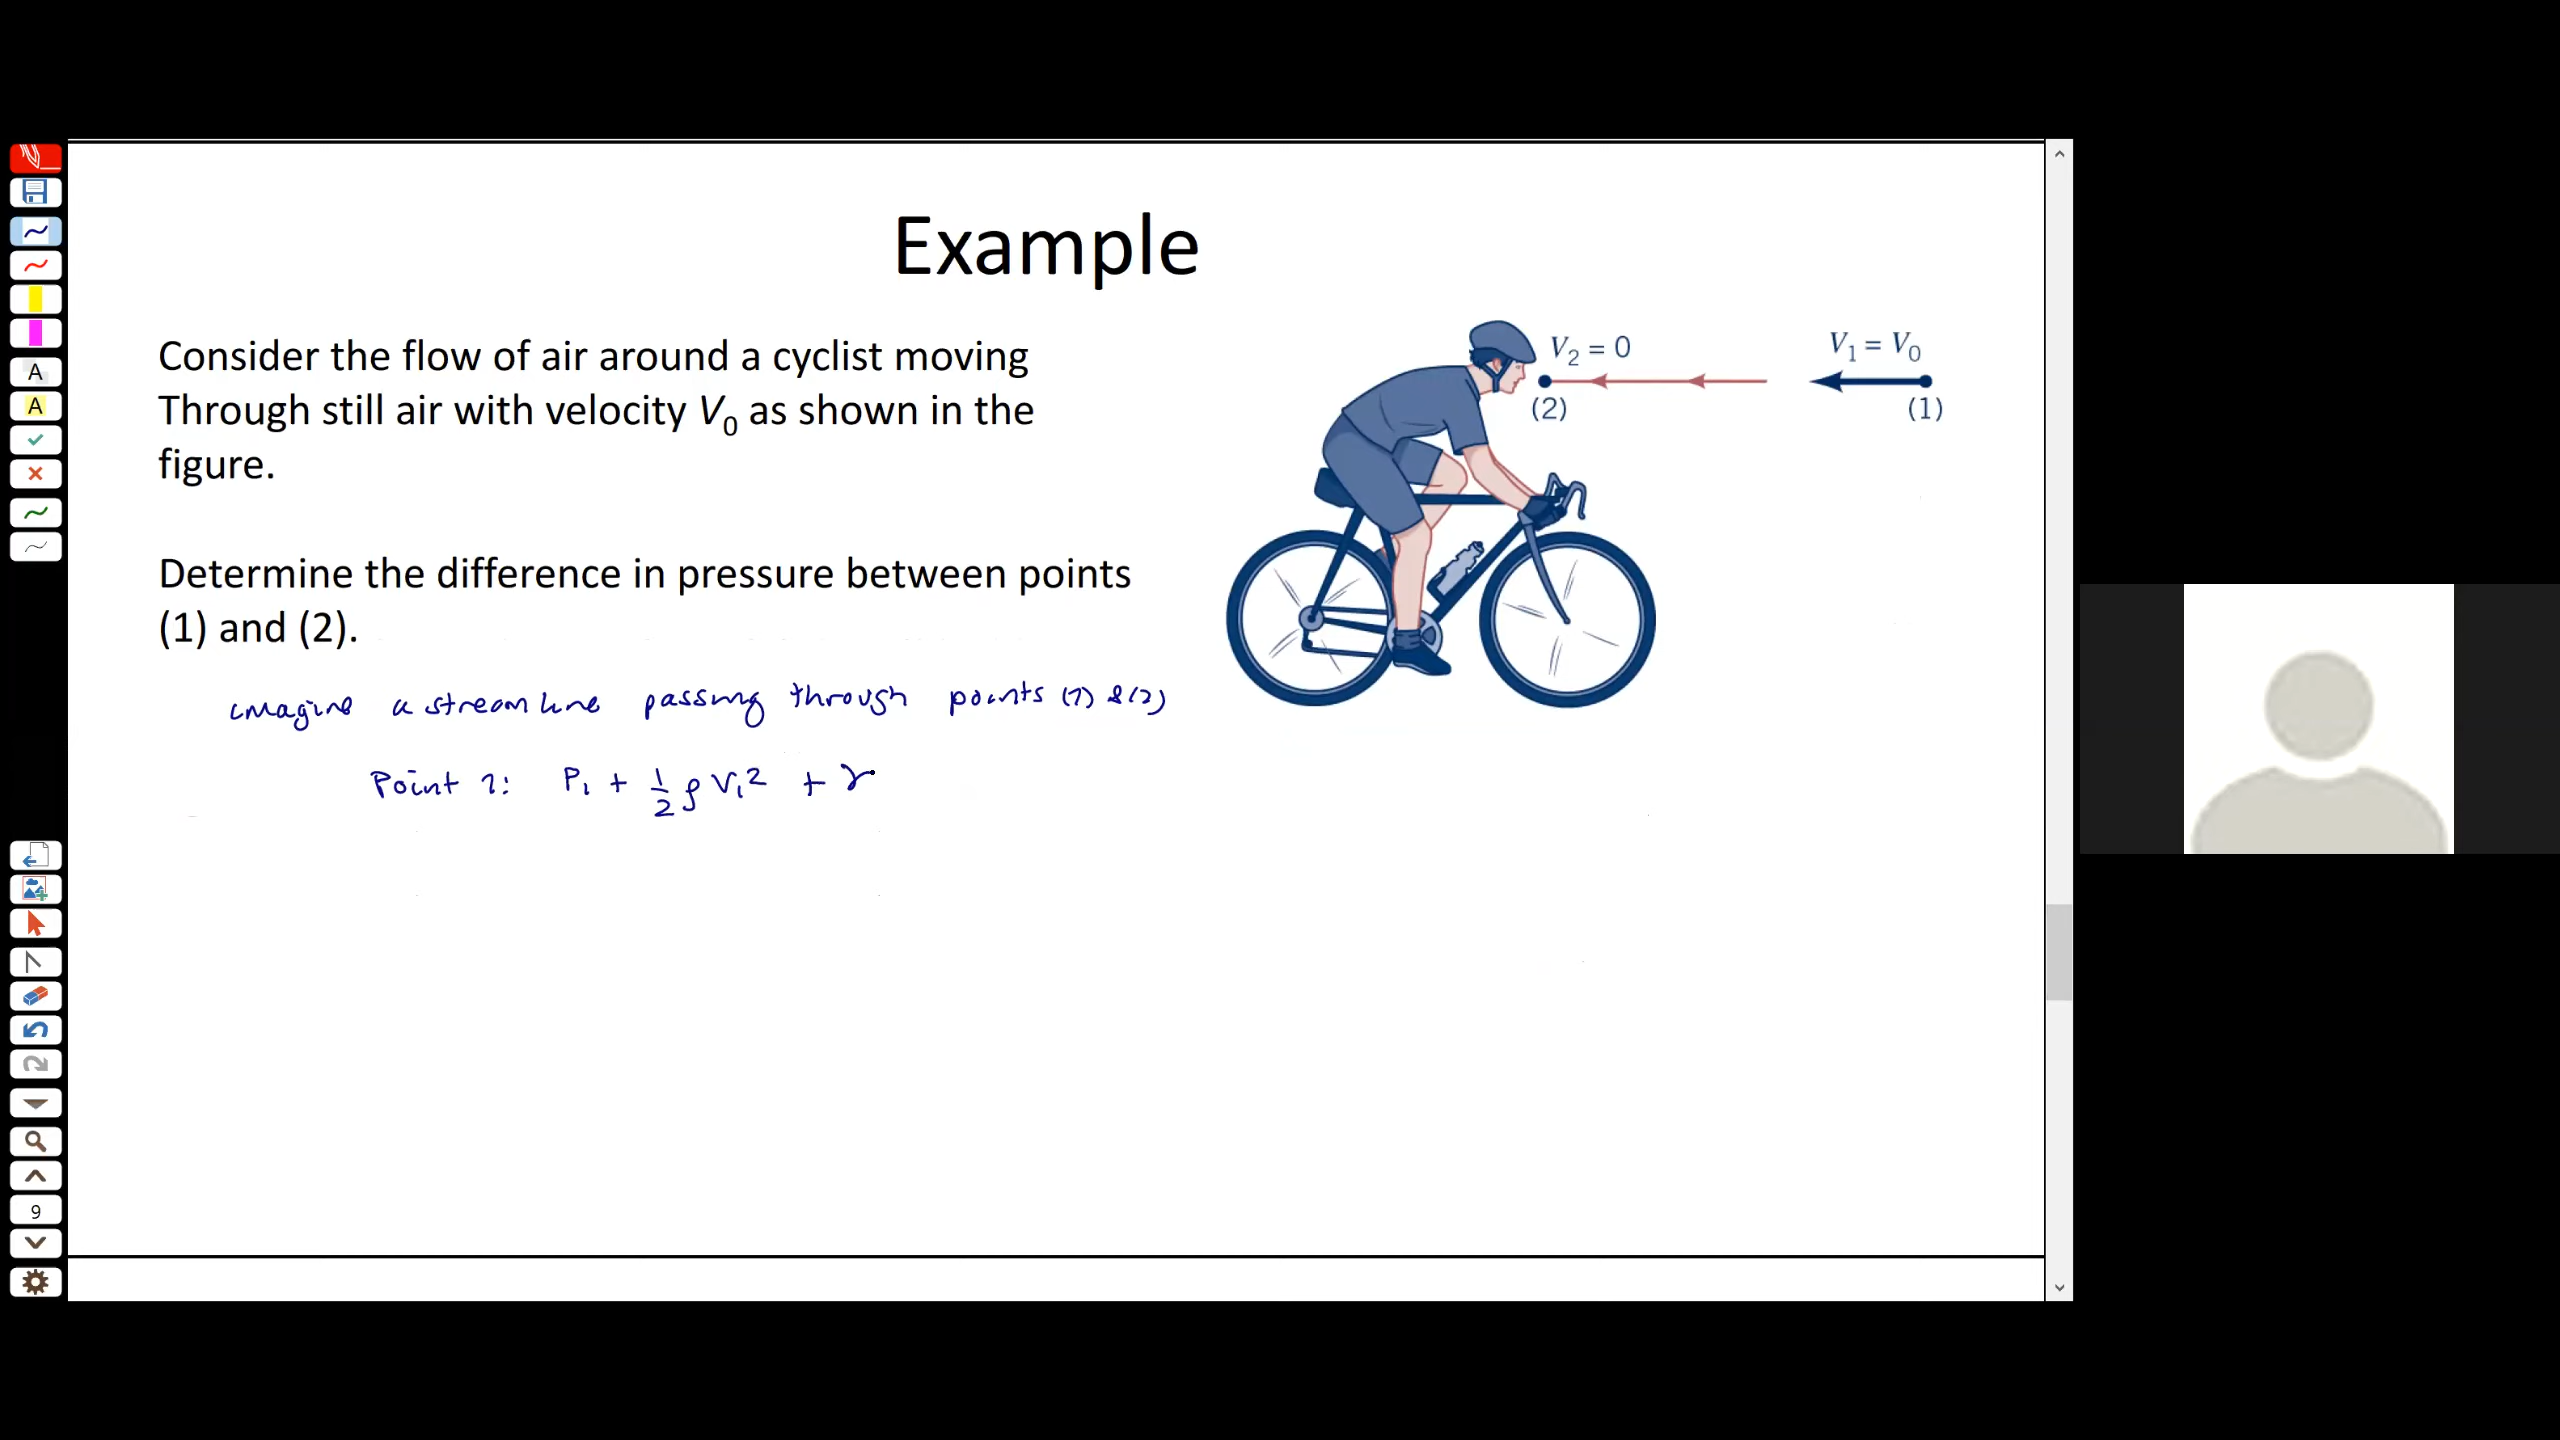 Example
Consider the flow of air around a cyclist moving
Through still air with velocity V₀ as shown in the
figure.
V₂ = 0
V₁ = V₀
(2)
(1)
Determine the difference in pressure between points
(1) and (2).
imagine a streamline passing through points (1) & (2)
Point 1: P₁ + 1/2 ρ V₁² + γ
A
A
9